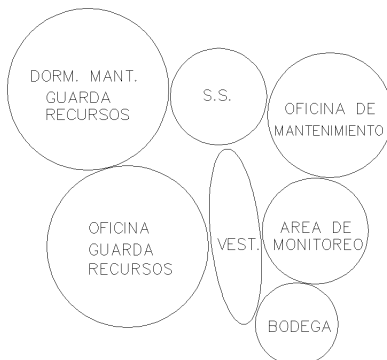 DORM. MANT.
GUARDA
RECURSOS
S.S.
OFICINA DE
MANTENIMIENTO
OFICINA
GUARDA
RECURSOS
VEST.
AREA DE
MONITOREO
BODEGA